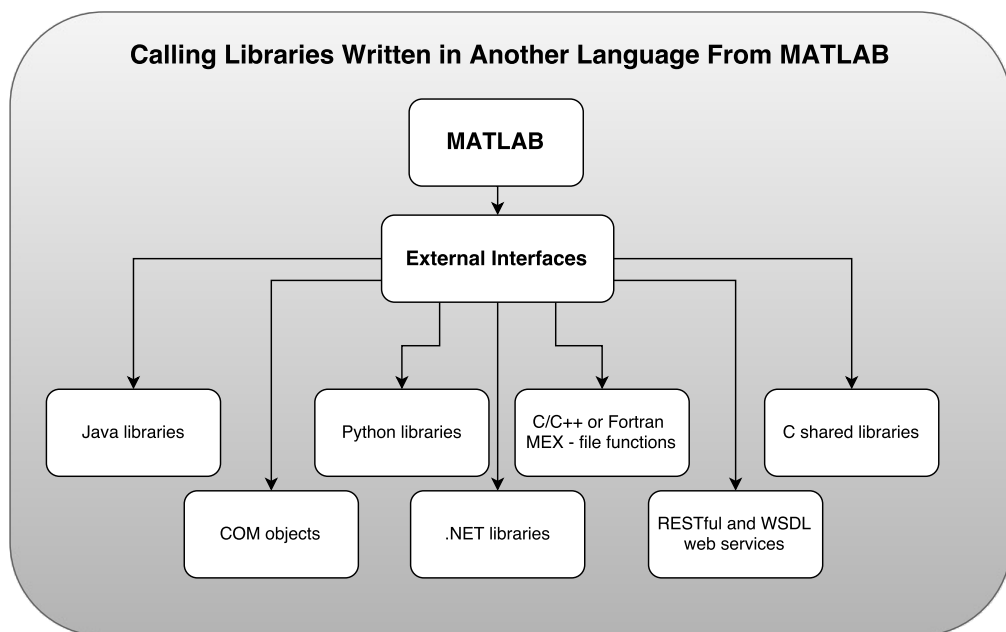 Calling Libraries Written in Another Language From MATLAB
MATLAB
External Interfaces
Java libraries
Python libraries
C/C++ or Fortran
MEX - file functions
C shared libraries
COM objects
.NET libraries
RESTful and WSDL
web services